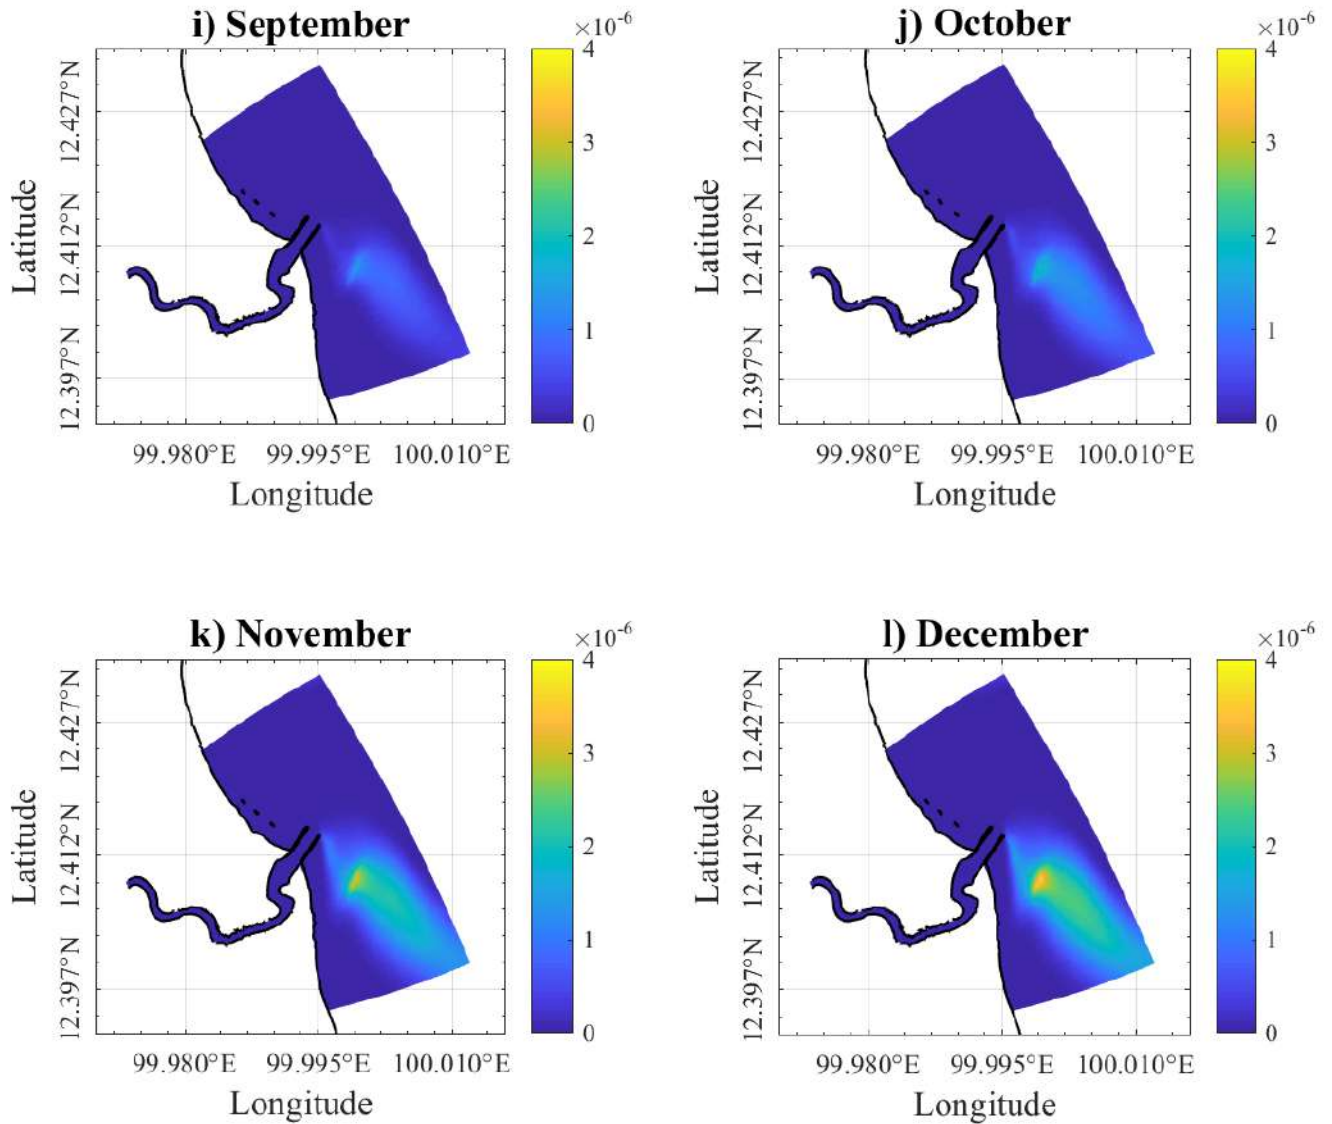 i) September
×10-6
4
3
2
1
0
12.427°N
12.412°N
12.397°N
Latitude
99.980°E 99.995°E 100.010°E
Longitude
j) October
×10-6
4
3
2
1
0
12.427°N
12.412°N
12.397°N
Latitude
99.980°E 99.995°E 100.010°E
Longitude
k) November
×10-6
4
3
2
1
0
12.427°N
12.412°N
12.397°N
Latitude
99.980°E 99.995°E 100.010°E
Longitude
l) December
×10-6
4
3
2
1
0
12.427°N
12.412°N
12.397°N
Latitude
99.980°E 99.995°E 100.010°E
Longitude